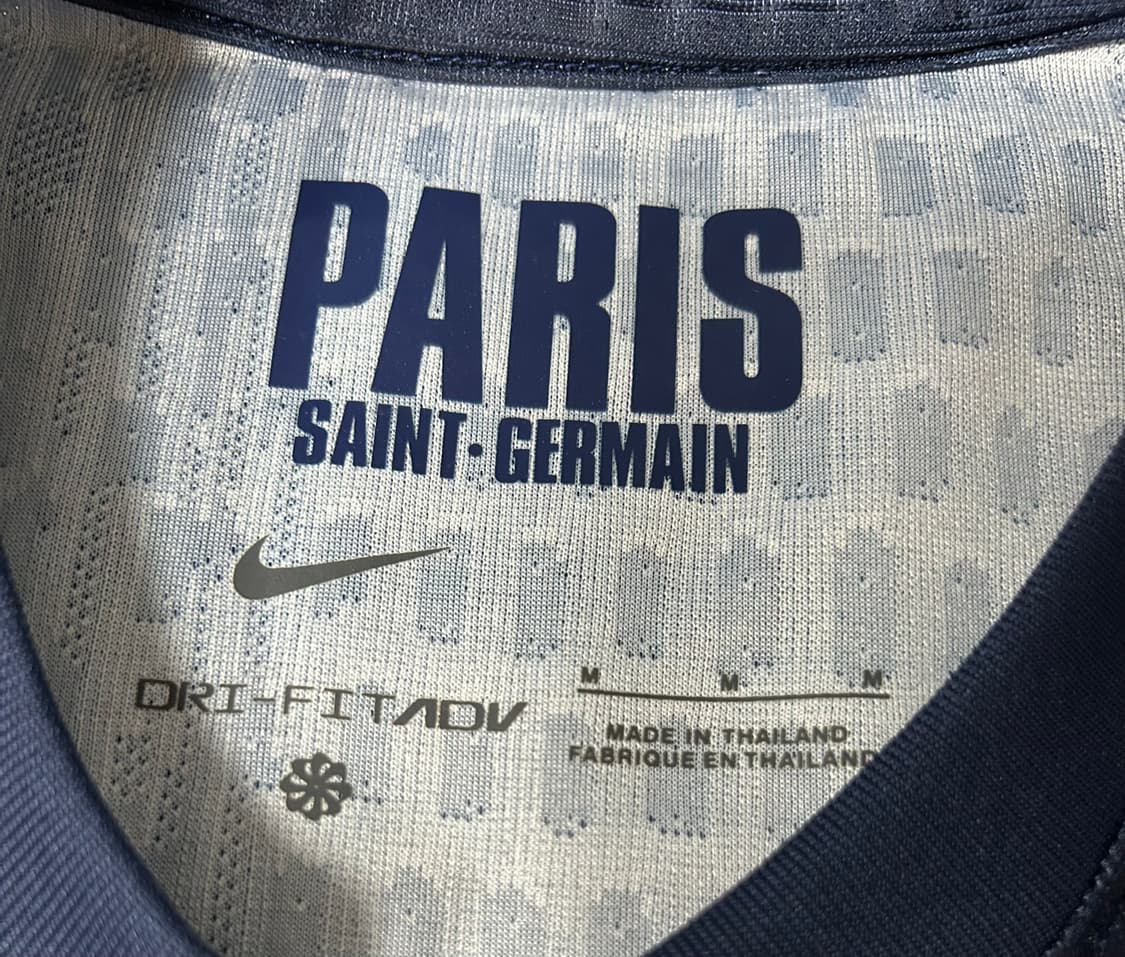 PARIS
SAINT·GERMAIN
DRI-FIT ADV
M M M
MADE IN THAILAND
FABRIQUE EN THAILAND